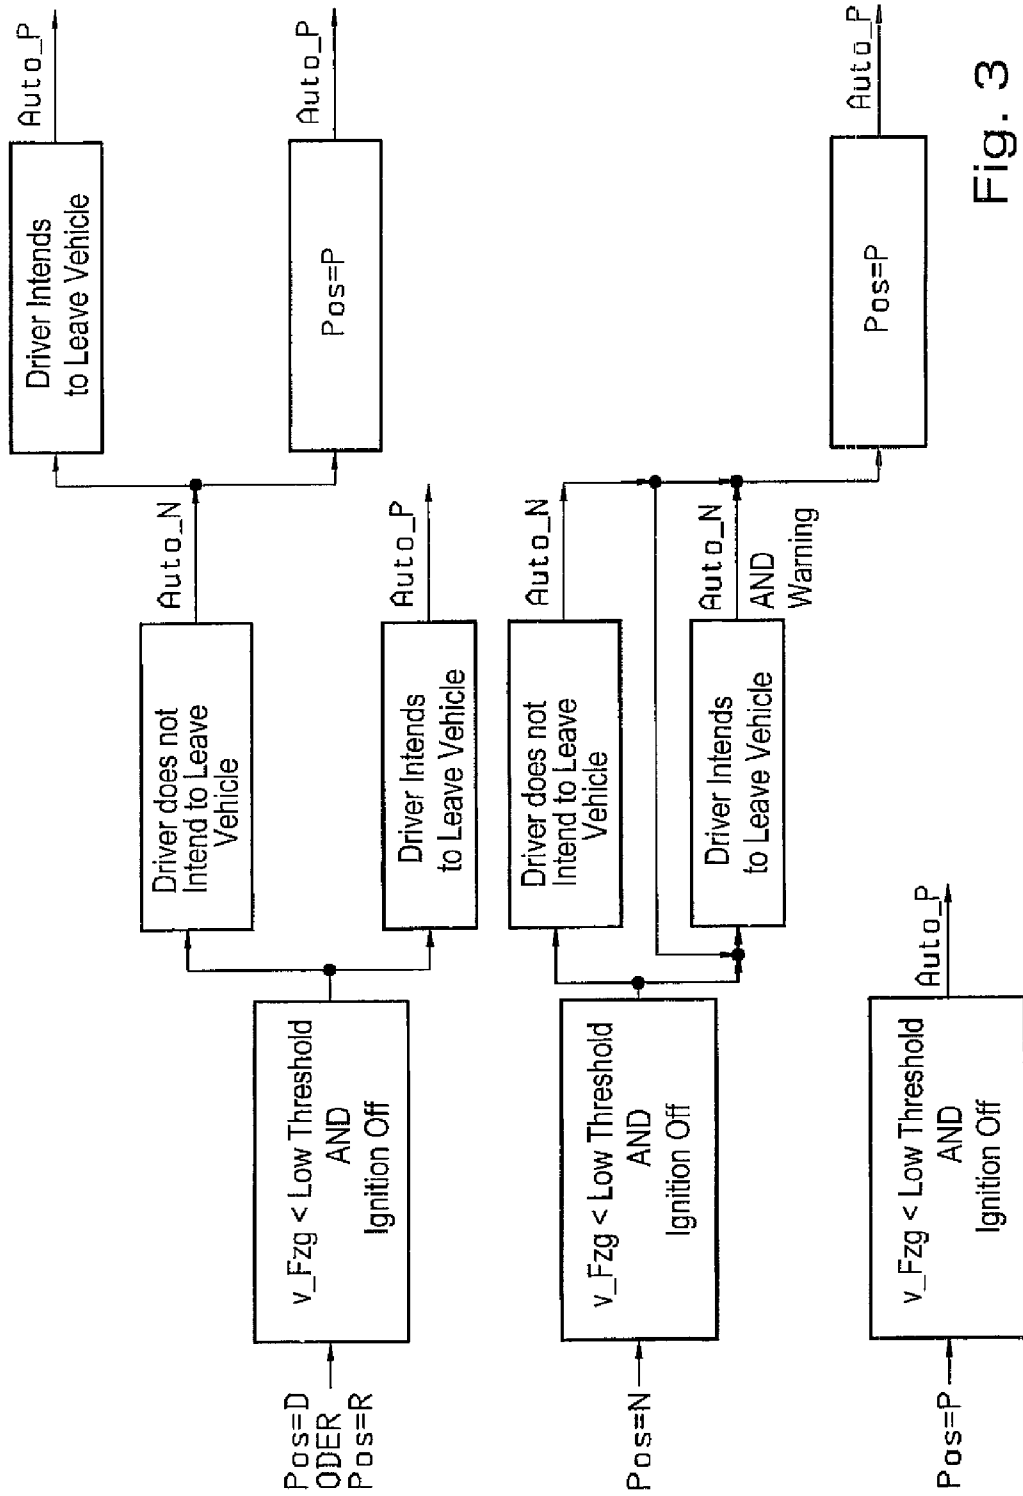 Pos=D
ODER
Pos=R
v_Fzg < Low Threshold
AND
Ignition Off
Driver does not
Intend to Leave
Vehicle
Auto_N
Driver Intends
to Leave Vehicle
Auto_P
Pos=P
Auto_P
Driver Intends
to Leave Vehicle
Auto_P
Pos=N
v_Fzg < Low Threshold
AND
Ignition Off
Driver does not
Intend to Leave
Vehicle
Auto_N
Driver Intends
to Leave Vehicle
Auto_N
AND
Warning
Pos=P
Auto_P
Pos=P
v_Fzg < Low Threshold
AND
Ignition Off
Auto_P
Fig. 3